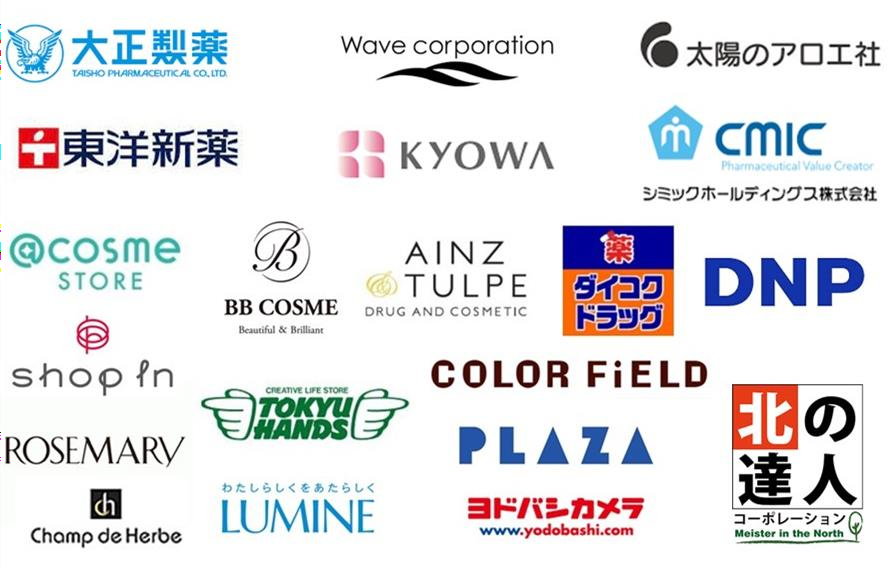 大正製薬
TAISHO PHARMACEUTICAL CO., LTD.
Wave corporation
太陽のアロエ社
東洋新薬
KYOWA
CMIC
Pharmaceutical Value Creator
シミックホールディングス株式会社
@cosme
STORE
B
BB COSME
Beautiful & Brilliant
AINZ
& TULPE
DRUG AND COSMETIC
薬
ダイコク
ドラッグ
DNP
shop in
CREATIVE LIFE STORE
TOKYU
HANDS
COLOR FiELD
ROSEMARY
PLAZA
北の
達人
コーポレーション
Meister in the North
ch
Champ de Herbe
わたしらしくをあたらしく
LUMINE
ヨドバシカメラ
www.yodobashi.com